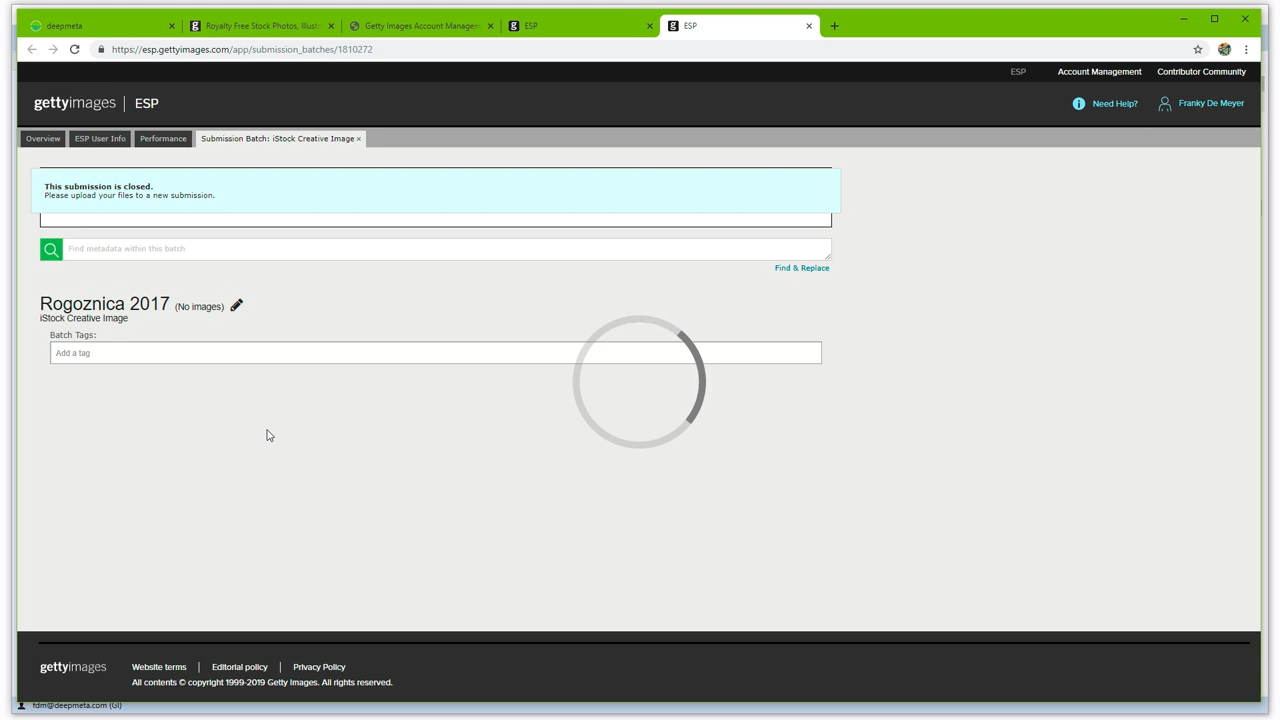 deepmeta
Royalty Free Stock Photos, Illust
Getty Images Account Managem
ESP
ESP
https://esp.gettyimages.com/app/submission_batches/1810272
ESP
Account Management
Contributor Community
gettyimages | ESP
Need Help?
Franky De Meyer
Overview
ESP User Info
Performance
Submission Batch: iStock Creative Image ×
This submission is closed.
Please upload your files to a new submission.
Find metadata within this batch
Find & Replace
Rogoznica 2017 (No images)
iStock Creative Image
Batch Tags:
Add a tag
gettyimages
Website terms
Editorial policy
Privacy Policy
All contents © copyright 1999-2019 Getty Images. All rights reserved.
fdm@deepmeta.com (GI)